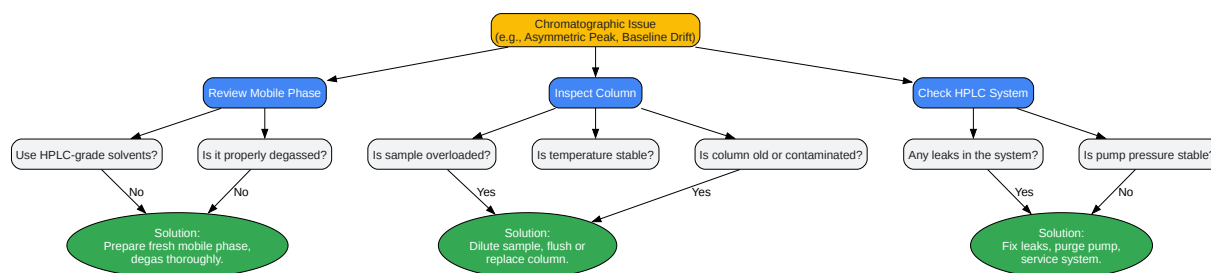 Chromatographic Issue
(e.g., Asymmetric Peak, Baseline Drift)
Review Mobile Phase
Inspect Column
Check HPLC System
Use HPLC-grade solvents?
Is it properly degassed?
Is sample overloaded?
Is temperature stable?
Is column old or contaminated?
Any leaks in the system?
Is pump pressure stable?
No
No
Yes
Yes
Yes
No
Solution:
Prepare fresh mobile phase,
degas thoroughly.
Solution:
Dilute sample, flush or
replace column.
Solution:
Fix leaks, purge pump,
service system.